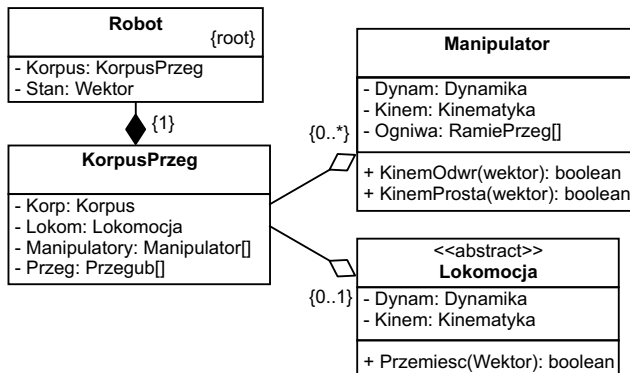 Robot
{root}
- Korpus: KorpusPrzeg
- Stan: Wektor
{1}
KorpusPrzeg
- Korp: Korpus
- Lokom: Lokomocja
- Manipulatory: Manipulator[]
- Przeg: Przegub[]
Manipulator
- Dynam: Dynamika
- Kinem: Kinematyka
- Ogniwa: RamiePrzeg[]
{0..*}
+ KinemOdwr(wektor): boolean
+ KinemProsta(wektor): boolean
<<abstract>>
Lokomocja
{0..1}
- Dynam: Dynamika
- Kinem: Kinematyka
+ Przemiesc(Wektor): boolean